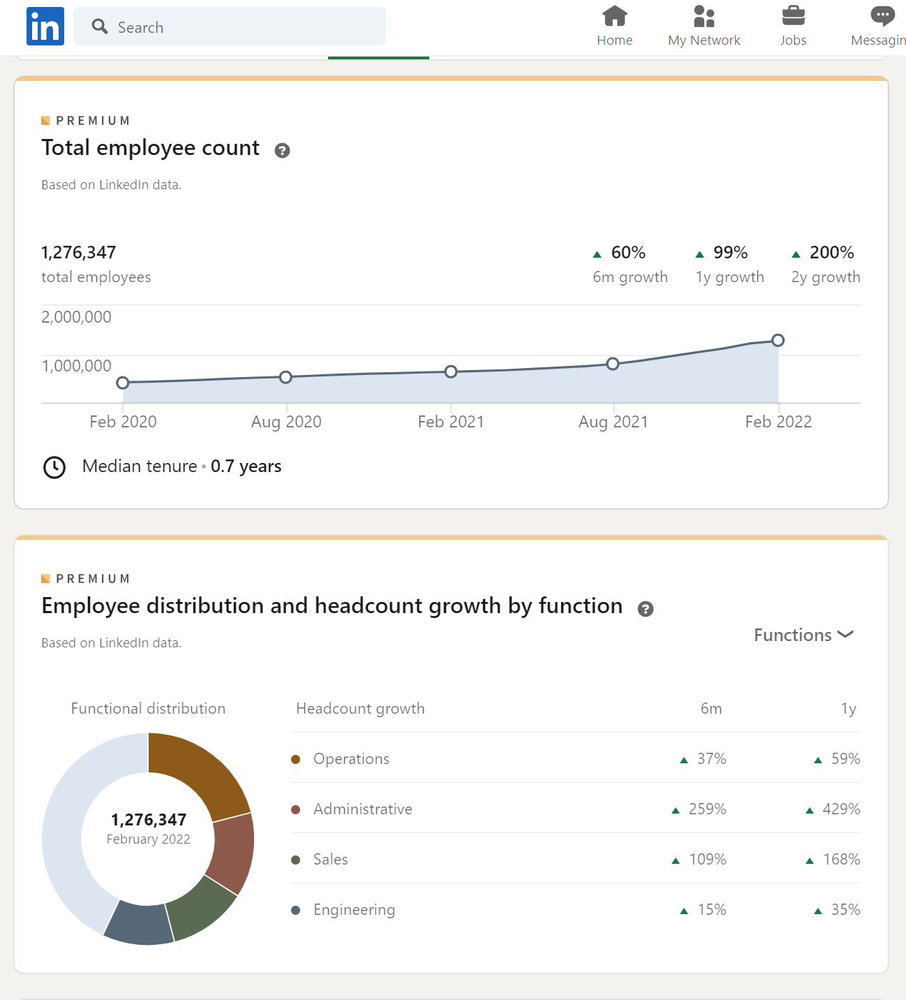 in
Search
Home
My Network
Jobs
Messagin
PREMIUM
Total employee count ?
Based on LinkedIn data.
1,276,347
total employees
60%
6m growth
99%
1y growth
200%
2y growth
2,000,000
1,000,000
Feb 2020
Aug 2020
Feb 2021
Aug 2021
Feb 2022
Median tenure • 0.7 years
PREMIUM
Employee distribution and headcount growth by function ?
Based on LinkedIn data.
Functions
Functional distribution
1,276,347
February 2022
Headcount growth 6m 1y
Operations 37% 59%
Administrative 259% 429%
Sales 109% 168%
Engineering 15% 35%